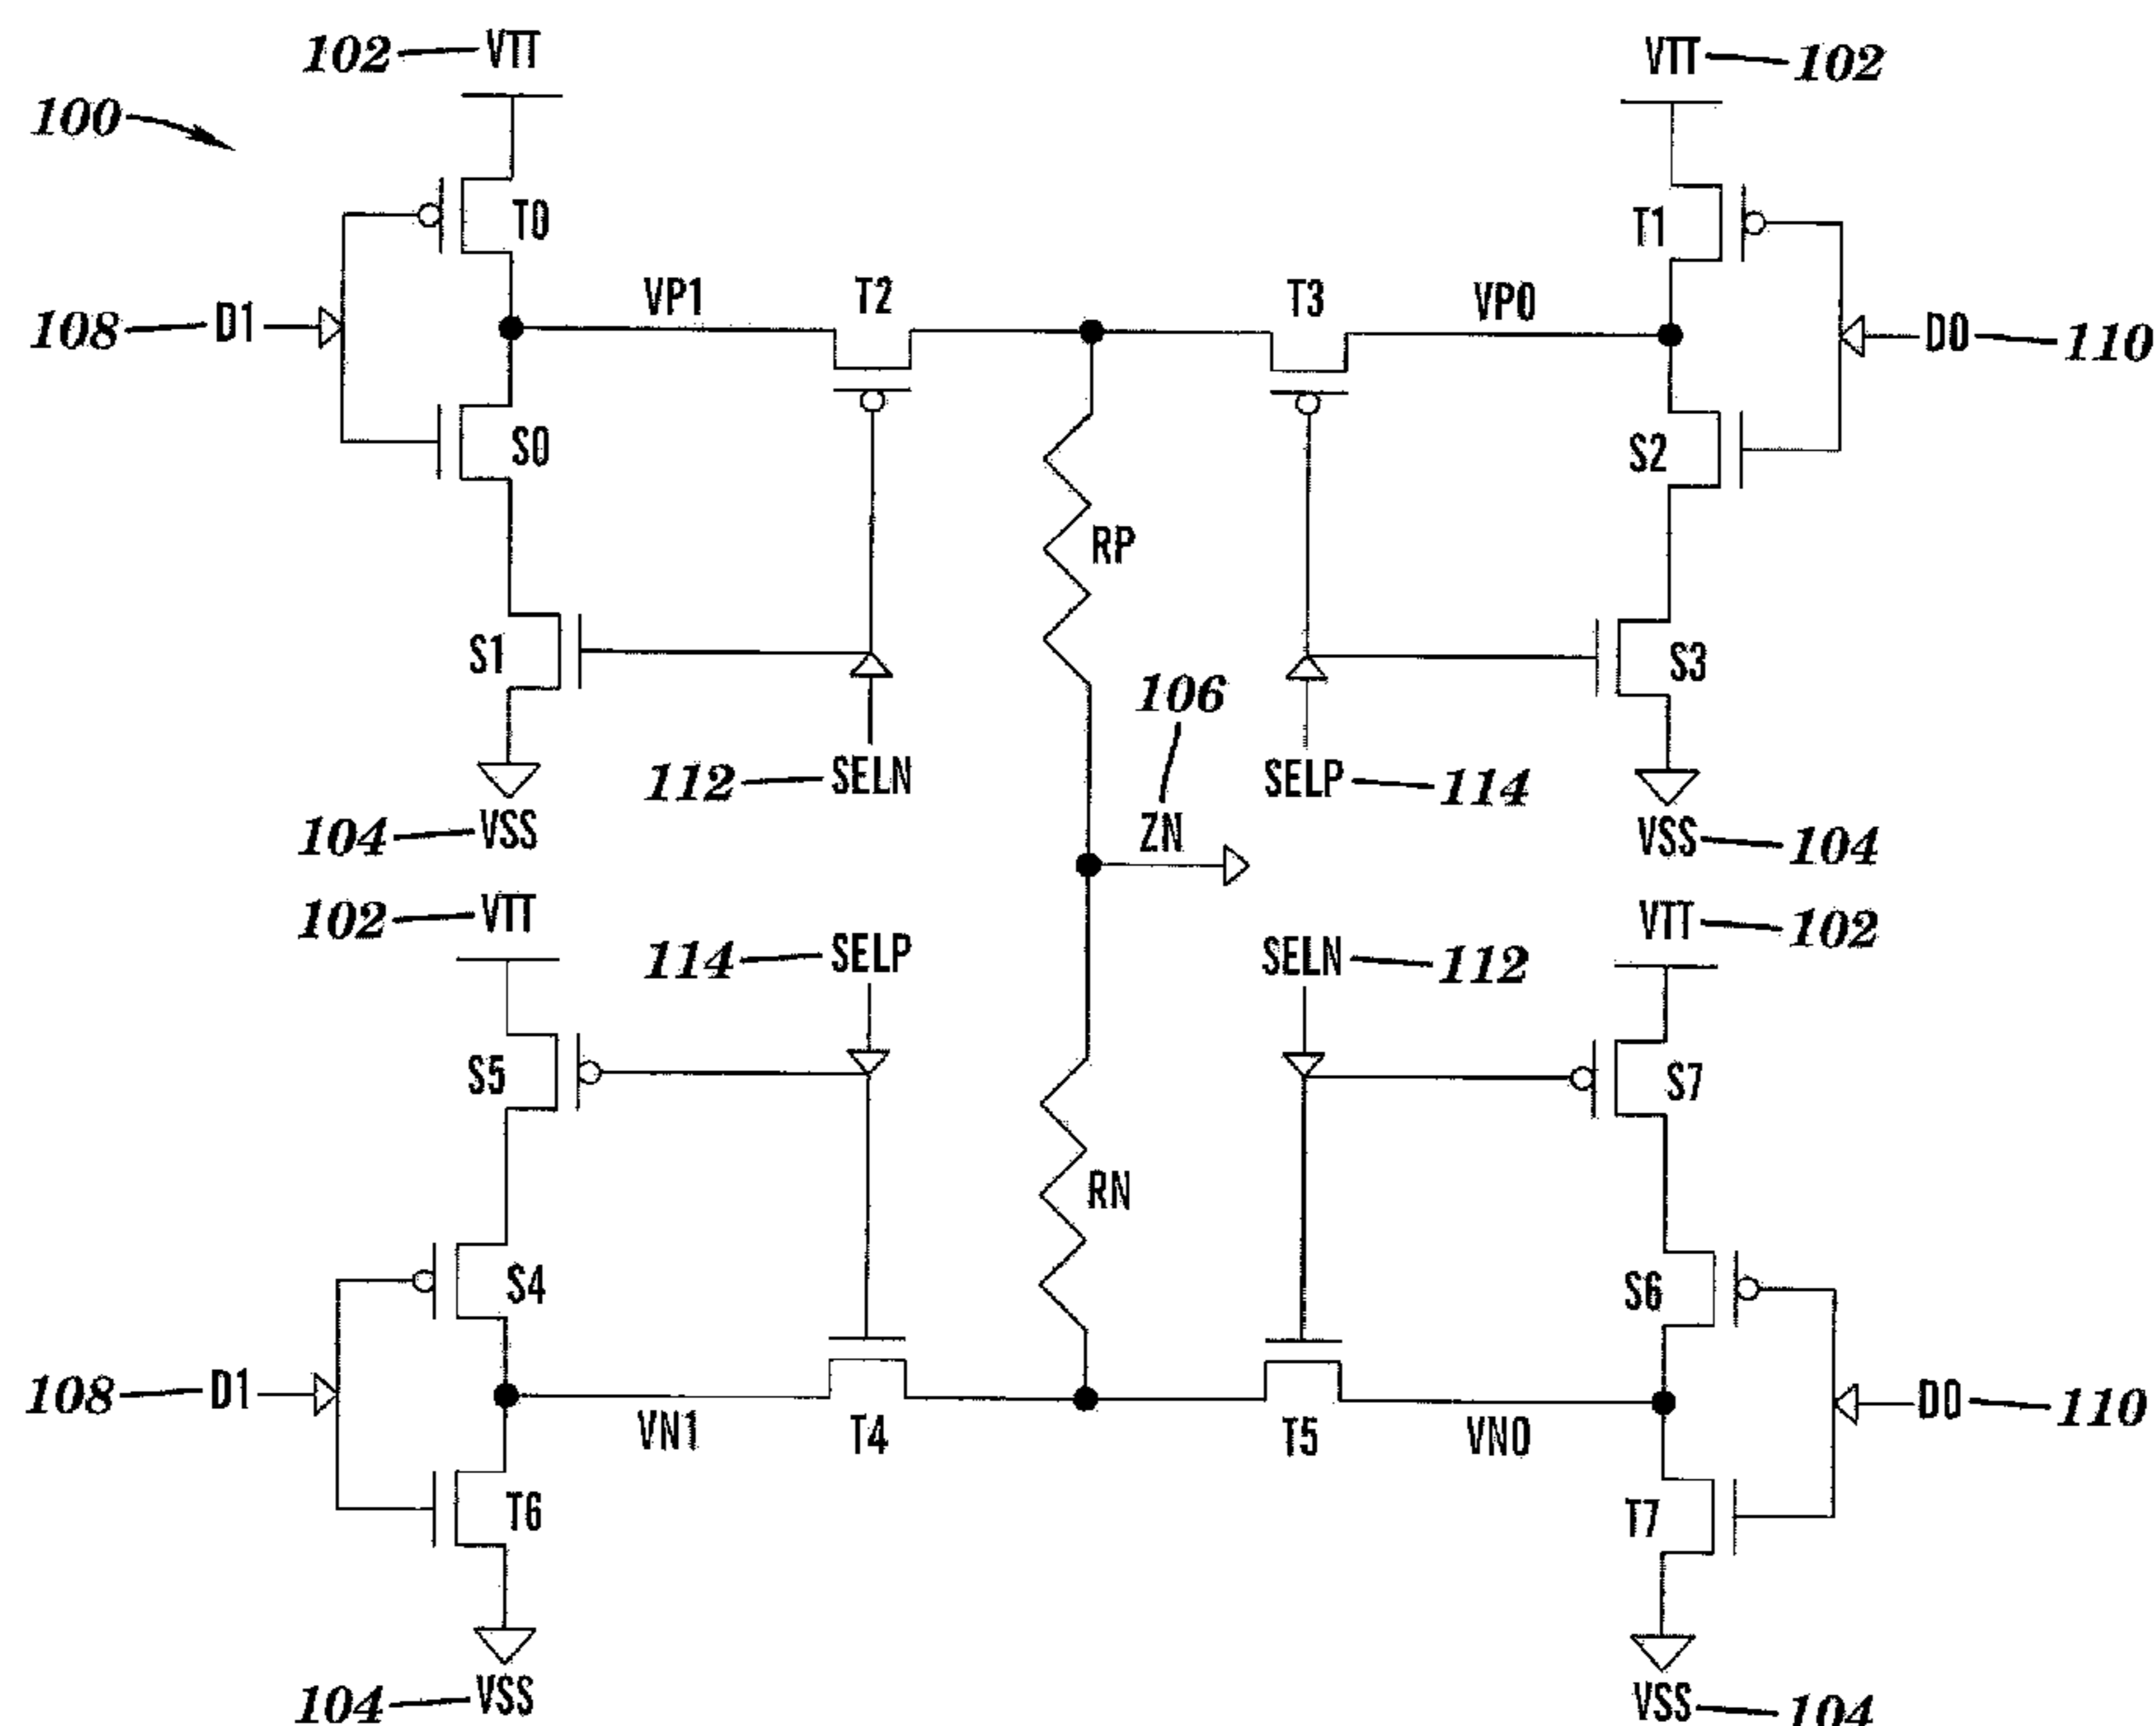 102 VTT
VTT 102
100
T0
T1
108 D1
VP1
T2
T3
VP0
D0 110
S0
S2
RP
S1
S3
106
112 SELN
SELP 114
104 VSS
ZN
VSS 104
102 VTT
VTT 102
114 SELP
SELN 112
S5
S7
RN
S4
S6
108 D1
VN1
T4
T5
VN0
D0 110
T6
T7
104 VSS
VSS 104